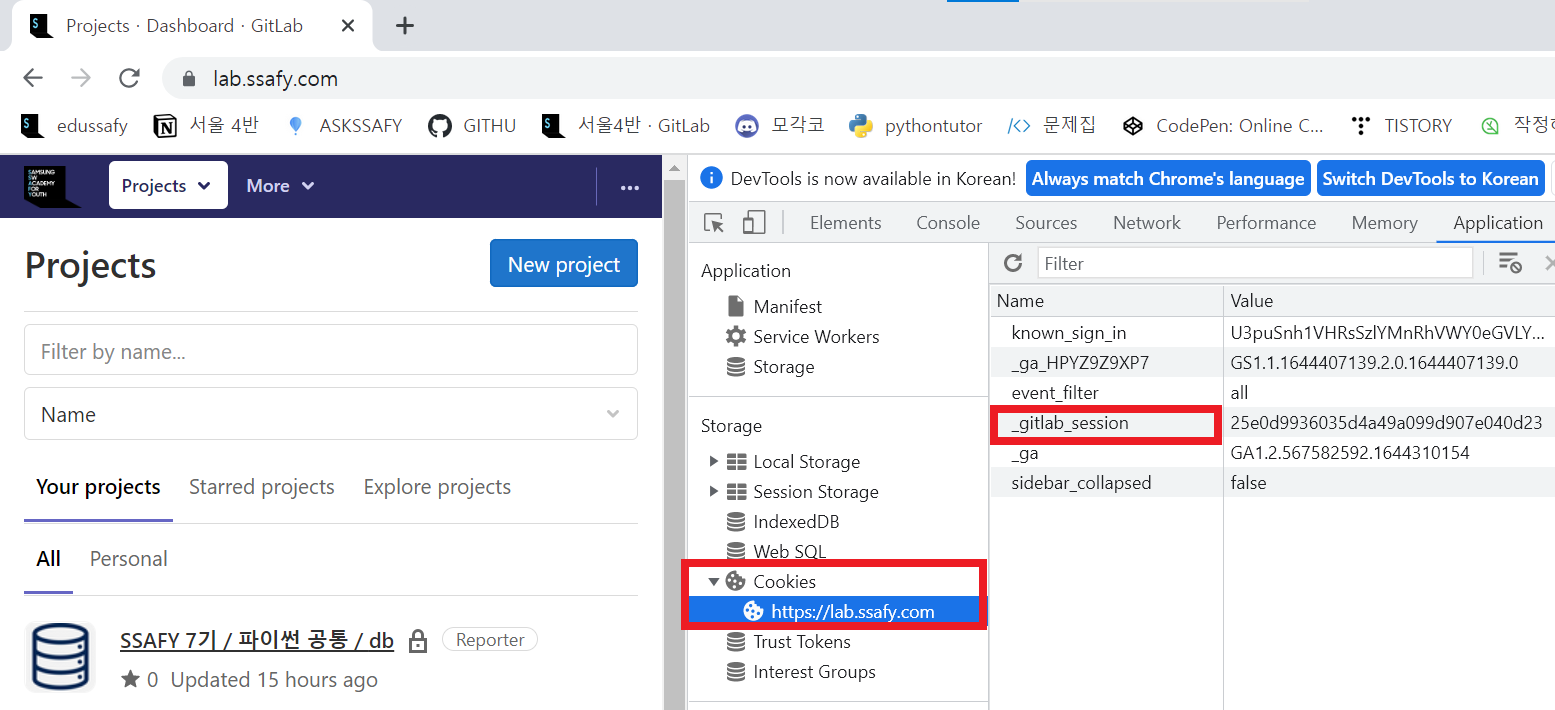 Projects · Dashboard · GitLab
lab.ssafy.com
edussafy 서울 4반 ASKSSAFY GITHU 서울4반 · GitLab 모각코 pythontutor 문제집 CodePen: Online C... TISTORY
SAMSUNG
SW
ACADEMY
FOR
YOUTH
Projects More
Projects
New project
Filter by name...
Name
Your projects Starred projects Explore projects
All Personal
SSAFY 7기 / 파이썬 공통 / db Reporter
0 Updated 15 hours ago
DevTools is now available in Korean! Always match Chrome's language Switch DevTools to Korean
Elements Console Sources Network Performance Memory Application
Application
Manifest
Service Workers
Storage
Storage
Local Storage
Session Storage
IndexedDB
Web SQL
Cookies
https://lab.ssafy.com
Trust Tokens
Interest Groups
Filter
Name Value
known_sign_in U3puSnh1VHRsSzlYMnRhVWY0eGVLY...
_ga_HPYZ9Z9XP7 GS1.1.1644407139.2.0.1644407139.0
event_filter all
_gitlab_session 25e0d9936035d4a49a099d907e040d23
_ga GA1.2.567582592.1644310154
sidebar_collapsed false